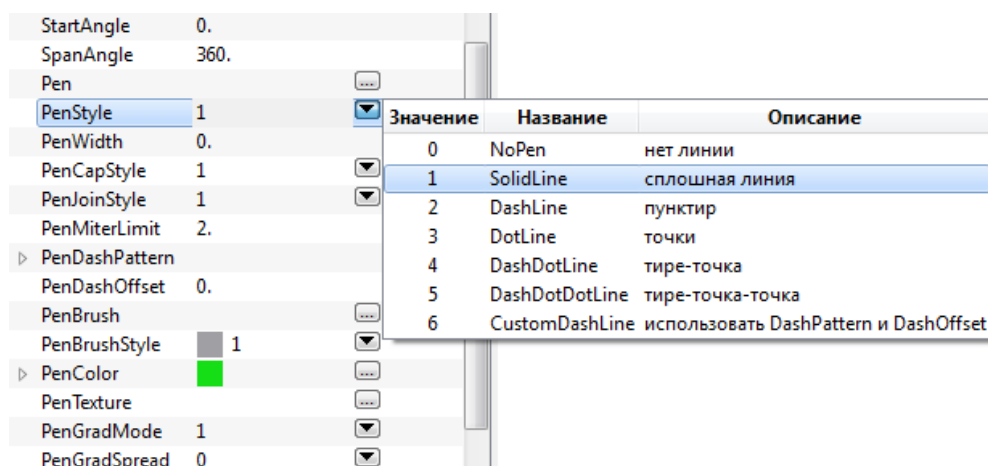 StartAngle 0.
SpanAngle 360.
Pen ...
PenStyle 1
PenWidth 0.
PenCapStyle 1
PenJoinStyle 1
PenMiterLimit 2.
PenDashPattern
PenDashOffset 0.
PenBrush ...
PenBrushStyle 1
PenColor ...
PenTexture ...
PenGradMode 1
PenGradSpread 0
Значение Название Описание
0 NoPen нет линии
1 SolidLine сплошная линия
2 DashLine пунктир
3 DotLine точки
4 DashDotLine тире-точка
5 DashDotDotLine тире-точка-точка
6 CustomDashLine использовать DashPattern и DashOffset